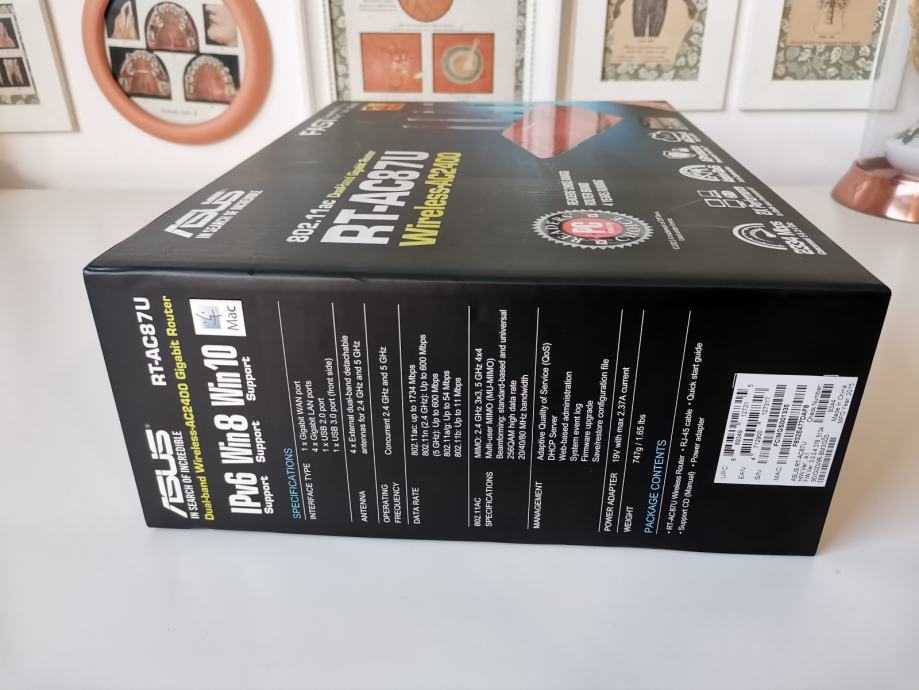 ASUS
IN SEARCH OF INCREDIBLE
802.11ac Dual-band Gigabit Router
RT-AC87U
Wireless-AC2400
PC
ASUS
IN SEARCH OF INCREDIBLE
RT-AC87U
Dual-band Wireless-AC2400 Gigabit Router
IPv6 Support
Win8 Support
Win10 Support
Mac
SPECIFICATIONS
INTERFACE TYPE
1 x Gigabit WAN port
4 x Gigabit LAN ports
1 x USB 2.0 port
1 x USB 3.0 port (front side)
ANTENNA
4 x External dual-band detachable
antennas for 2.4 GHz and 5 GHz
OPERATING FREQUENCY
Concurrent 2.4 GHz and 5 GHz
DATA RATE
802.11ac: up to 1734 Mbps
802.11n (2.4 GHz): Up to 600 Mbps
(5 GHz): Up to 600 Mbps
802.11a/g: Up to 54 Mbps
802.11b: Up to 11 Mbps
802.11AC SPECIFICATIONS
MIMO: 2.4 GHz 3x3, 5 GHz 4x4
Multi-user MIMO (MU-MIMO)
Beamforming: standard-based and universal
256QAM high data rate
20/40/80 MHz bandwidth
MANAGEMENT
Adaptive Quality of Service (QoS)
DHCP Server
Web-based administration
System event log
Firmware upgrade
Save/restore configuration file
POWER ADAPTER
19V with max 2.37A current
WEIGHT
747g / 1.65 lbs
PACKAGE CONTENTS
• RT-AC87U Wireless Router • RJ-45 cable • Quick start guide
• Support CD (Manual) • Power adapter
UPC
EAN
S/N
MAC
Made In China